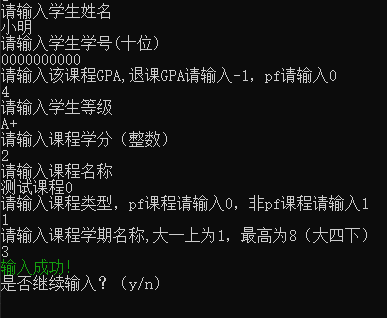 请输入学生姓名
小明
请输入学生学号(十位)
0000000000
请输入该课程GPA,退课GPA请输入-1，pf请输入0
4
请输入学生等级
A+
请输入课程学分（整数）
2
请输入课程名称
测试课程0
请输入课程类型，pf课程请输入0，非pf课程请输入1
1
请输入课程学期名称,大一上为1，最高为8（大四下）
3
输入成功!
是否继续输入？（y/n）